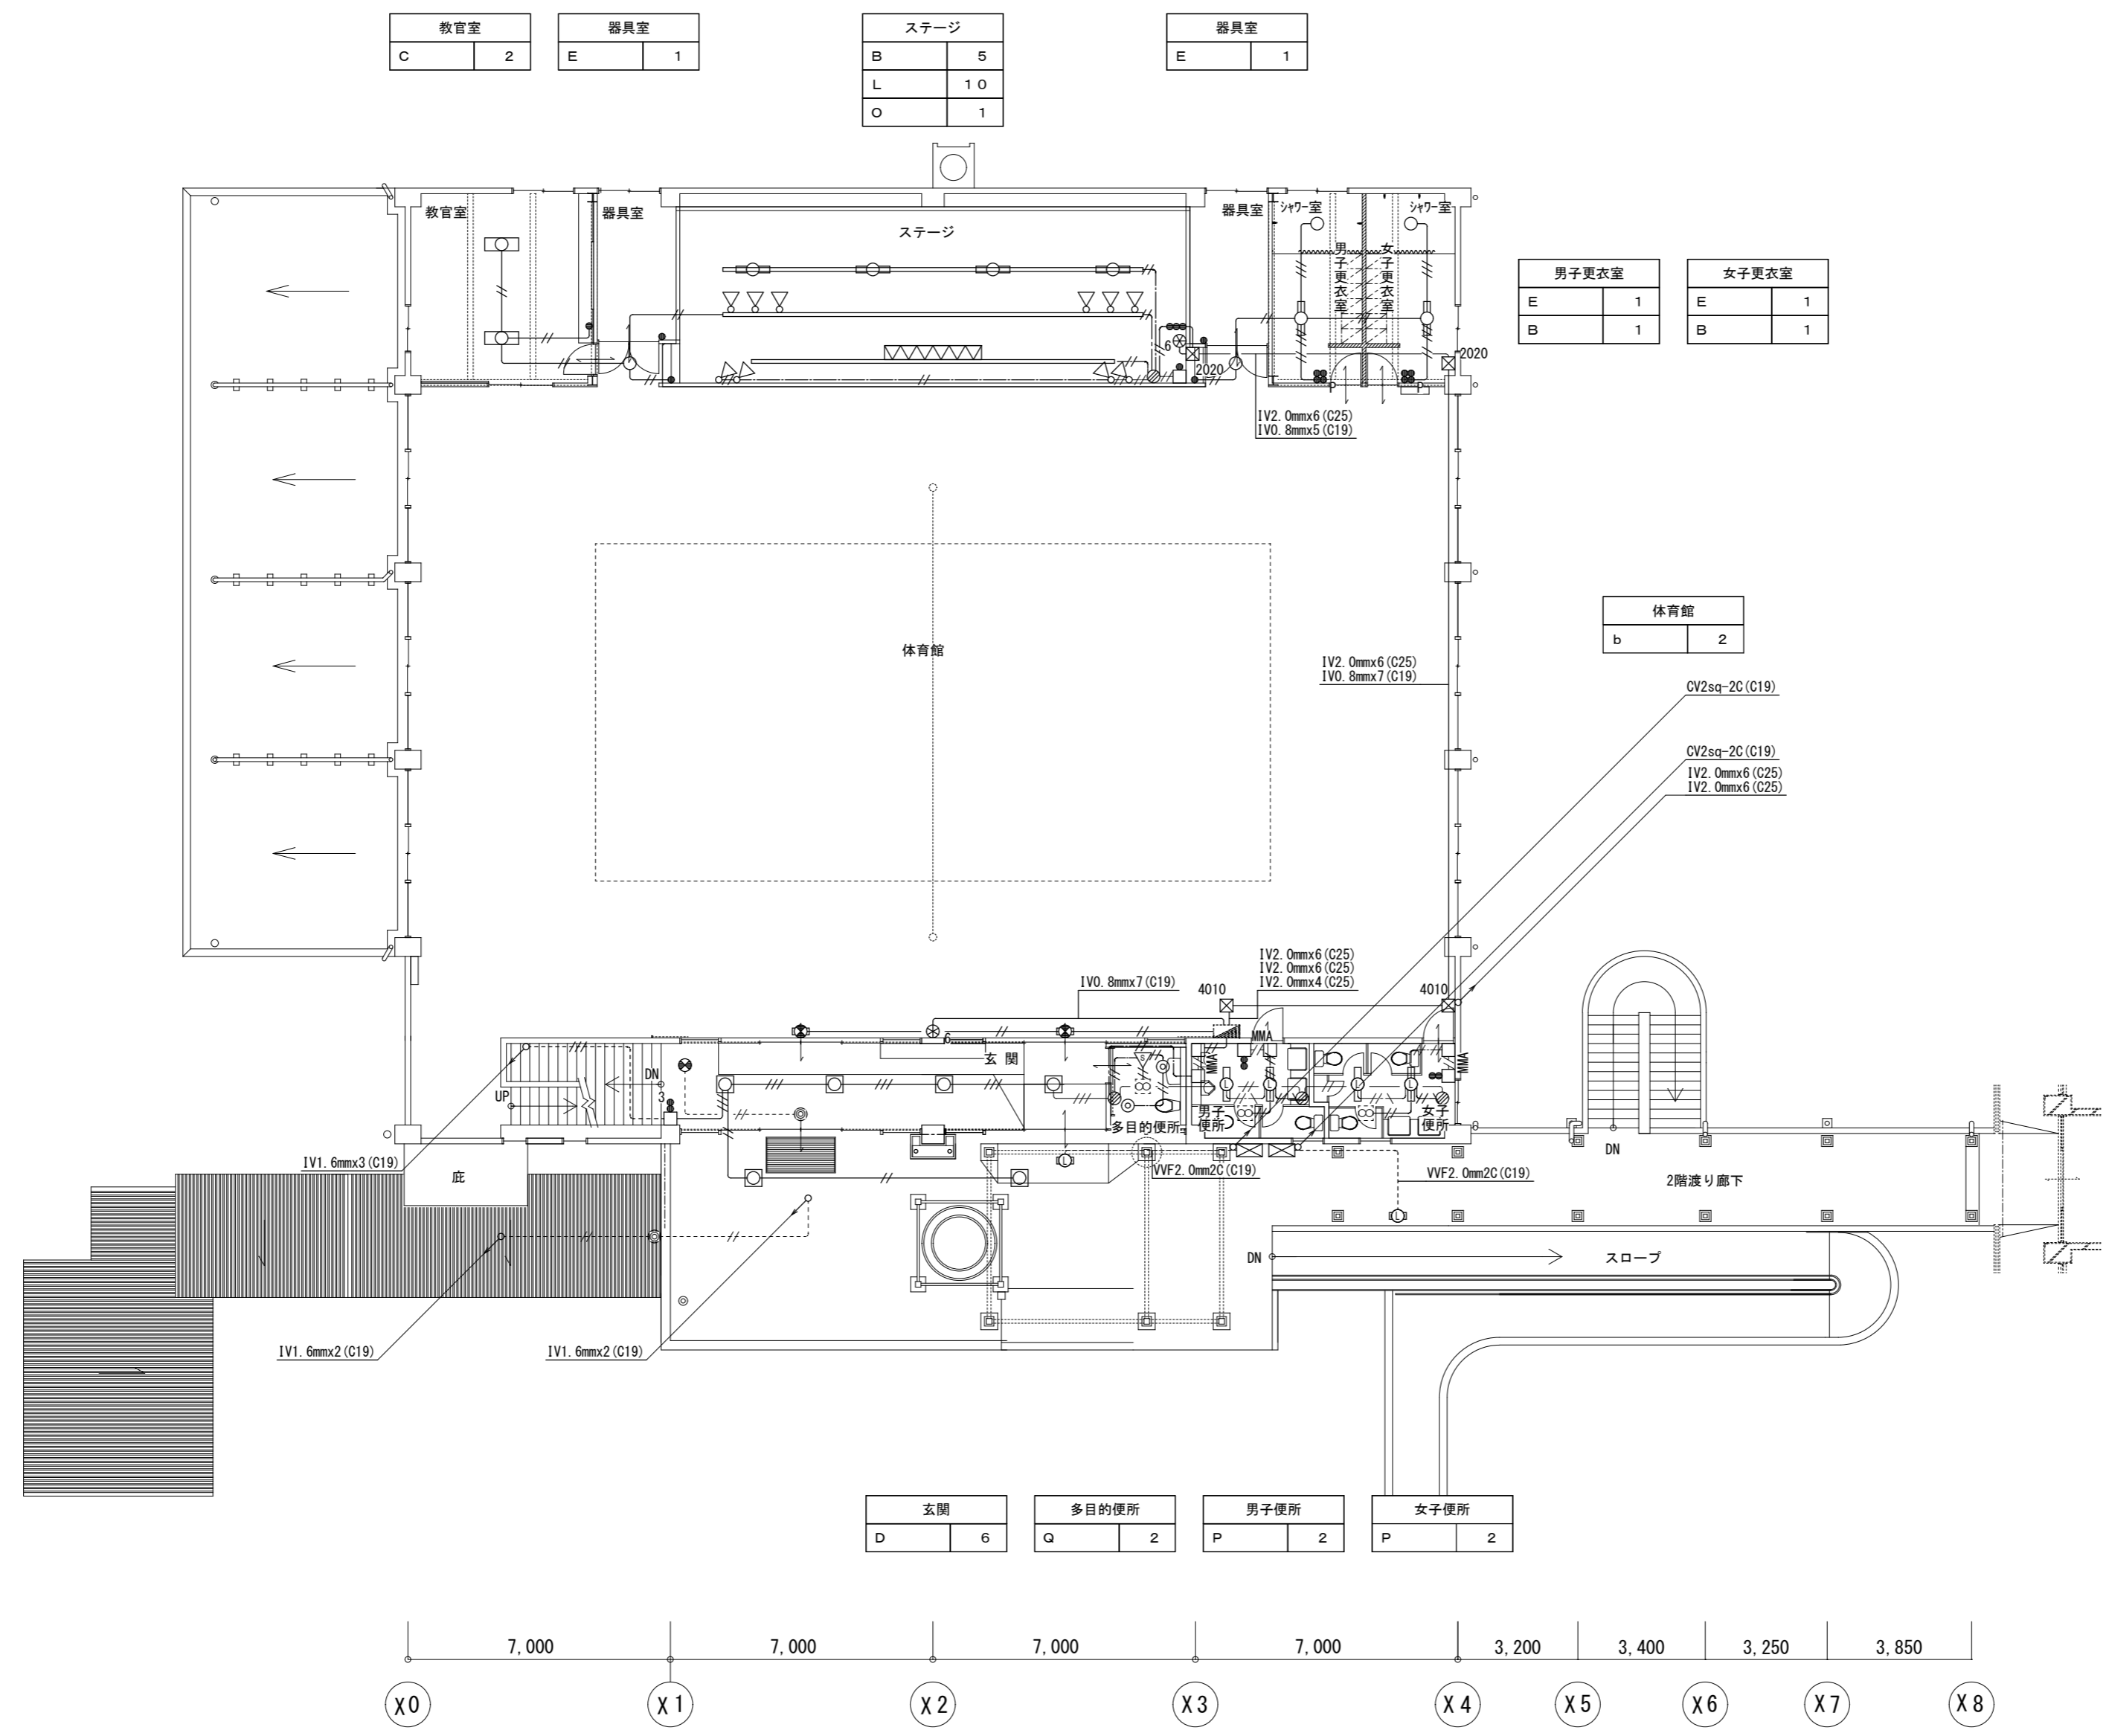 教官室
C 2
器具室
E 1
ステージ
B 5
L 10
O 1
器具室
E 1
教官室
器具室
ステージ
器具室
シャワー室
シャワー室
男子更衣室
女子更衣室
男子更衣室
E 1
B 1
女子更衣室
E 1
B 1
6
2020
2020
P
P
IV2.0mmx6(C25)
IV0.8mmx5(C19)
体育館
体育館
b 2
IV2.0mmx6(C25)
IV0.8mmx7(C19)
CV2sq-2C(C19)
CV2sq-2C(C19)
IV2.0mmx6(C25)
IV2.0mmx6(C25)
IV2.0mmx6(C25)
IV2.0mmx6(C25)
IV2.0mmx4(C25)
IV0.8mmx7(C19)
4010
4010
6
MMA
MMA
MMA
玄関
S
DN
3
UP
L
L
L
L
男子便所
女子便所
多目的便所
L
VVF2.0mm2C(C19)
VVF2.0mm2C(C19)
L
DN
2階渡り廊下
IV1.6mmx3(C19)
庇
DN
スロープ
IV1.6mmx2(C19)
IV1.6mmx2(C19)
玄関
D 6
多目的便所
Q 2
男子便所
P 2
女子便所
P 2
7,000
7,000
7,000
7,000
3,200
3,400
3,250
3,850
X0
X1
X2
X3
X4
X5
X6
X7
X8